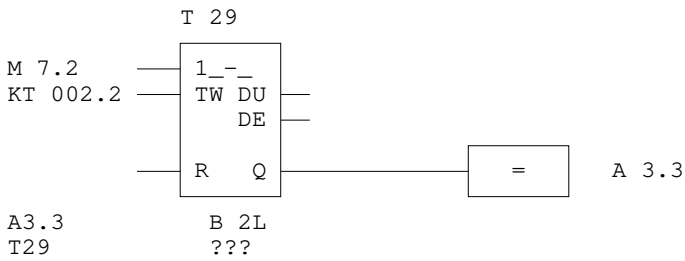 T 29
M 7.2 1_-_
KT 002.2 TW DU
DE
R Q = A 3.3
A3.3 B 2L
T29 ???